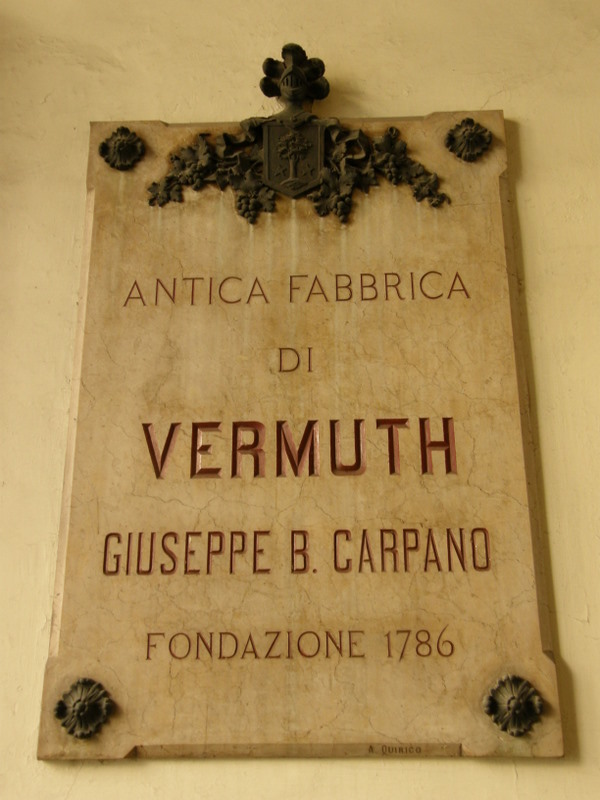 ANTICA FABBRICA
DI
VERMUTH
GIUSEPPE B. CARPANO
FONDAZIONE 1786
A. QUIRICO